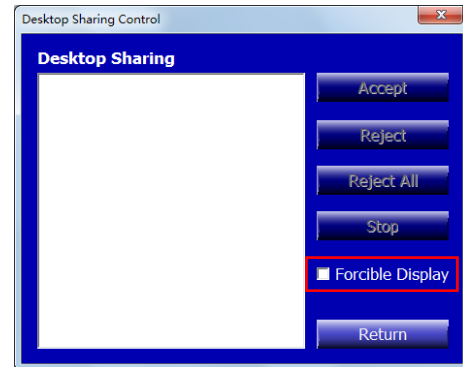 Desktop Sharing Control
Desktop Sharing
Accept
Reject
Reject All
Stop
Forcible Display
Return